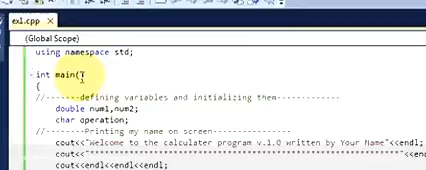 ex1.cpp X
(Global Scope)
using namespace std;
int main()
{
//-------defining variables and initializing them-------------
double num1,num2;
char operation;
//--------Printing my name on screen----------------
cout<<"Welcome to the calculater program v.1.0 written by Your Name"<<endl;
cout<<"*******************************************************"<<endl;
cout<<endl<<endl<<endl;